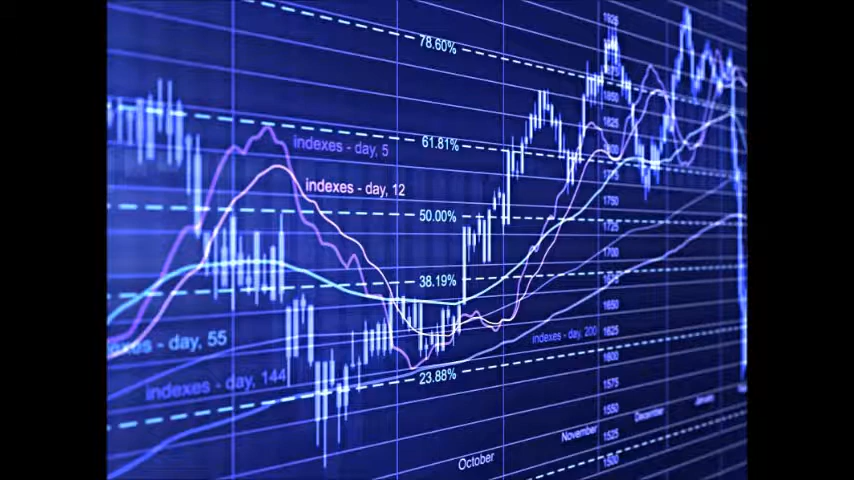 78.60%
61.81%
indexes - day, 5
indexes - day, 12
50.00%
38.19%
indexes - day, 55
indexes - day, 144
23.88%
indexes - day, 200
1925
1850
1825
1750
1725
1700
1650
1625
1600
1575
1550
1525
1500
October
November
December
January